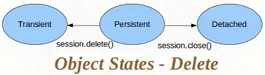 Transient
Persistent
Detached
session.delete()
session.close()
Object States - Delete